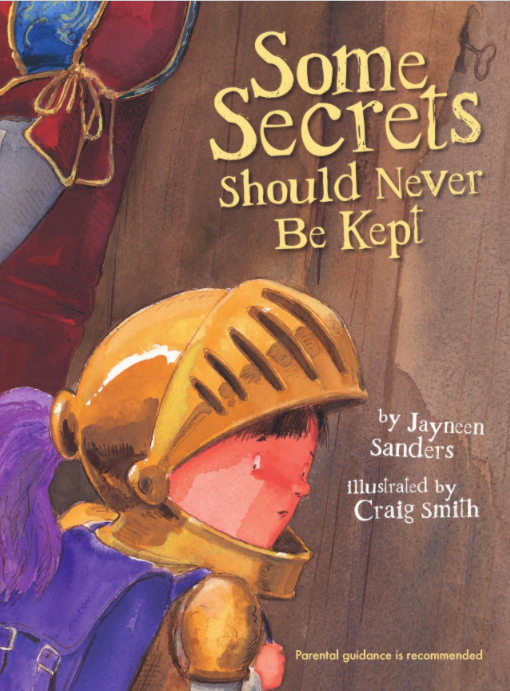 Some
Secrets
Should Never
Be Kept
by Jayneen
Sanders
illustrated by
Craig Smith
Parental guidance is recommended